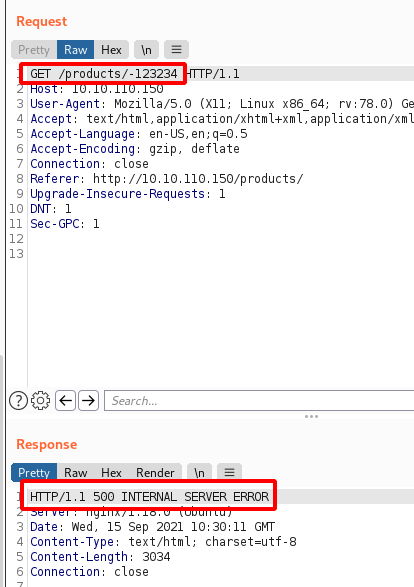 Request
Pretty Raw Hex \n
1 GET /products/-123234 HTTP/1.1
2 Host: 10.10.110.150
3 User-Agent: Mozilla/5.0 (X11; Linux x86_64; rv:78.0) Ge
4 Accept: text/html,application/xhtml+xml,application/xml
5 Accept-Language: en-US,en;q=0.5
6 Accept-Encoding: gzip, deflate
7 Connection: close
8 Referer: http://10.10.110.150/products/
9 Upgrade-Insecure-Requests: 1
10 DNT: 1
11 Sec-GPC: 1
12
13
Search...
Response
Pretty Raw Hex Render \n
1 HTTP/1.1 500 INTERNAL SERVER ERROR
2 Server: nginx/1.18.0 (Ubuntu)
3 Date: Wed, 15 Sep 2021 10:30:11 GMT
4 Content-Type: text/html; charset=utf-8
5 Content-Length: 3034
6 Connection: close